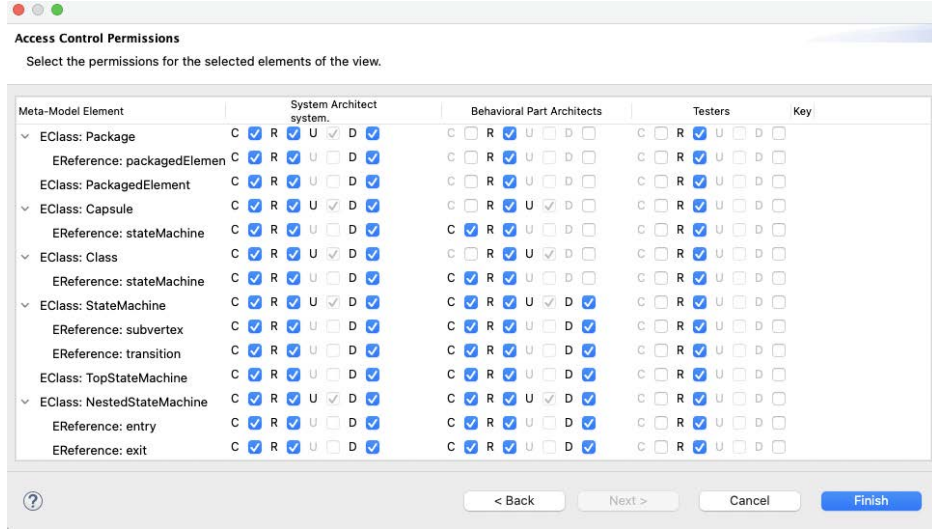 Access Control Permissions
Select the permissions for the selected elements of the view.
Meta-Model Element System Architect system. Behavioral Part Architects Testers Key
EClass: Package C R U D C R U D C R U D
EReference: packagedElemen C R U D C R U D C R U D
EClass: PackagedElement C R U D C R U D C R U D
EClass: Capsule C R U D C R U D C R U D
EReference: stateMachine C R U D C R U D C R U D
EClass: Class C R U D C R U D C R U D
EReference: stateMachine C R U D C R U D C R U D
EClass: StateMachine C R U D C R U D C R U D
EReference: subvertex C R U D C R U D C R U D
EReference: transition C R U D C R U D C R U D
EClass: TopStateMachine C R U D C R U D C R U D
EClass: NestedStateMachine C R U D C R U D C R U D
EReference: entry C R U D C R U D C R U D
EReference: exit C R U D C R U D C R U D
? < Back Next > Cancel Finish